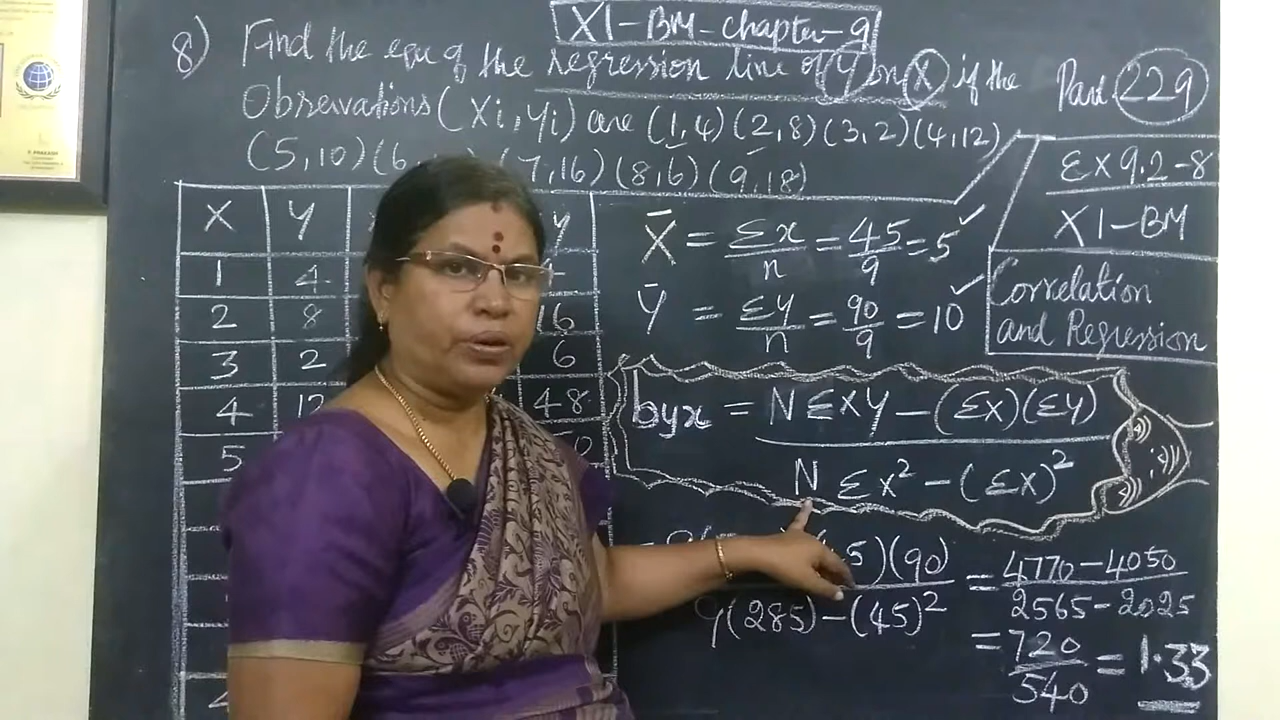 XI-BM-Chapter-9
8) Find the equ of the regression line of Y on X if the
Part 229
Observations (Xi, Yi) are (1,4) (2,8) (3,2) (4,12)
(5,10) (6, (7,16) (8,6) (9,18)
Ex 9.2-8
XI-BM
Correlation
and Regression
X Y Y
1 4
2 8 16
3 2 6
4 12 48
5
X̄ = Σx/n = 45/9 = 5 ✓
Ȳ = Σy/n = 90/9 = 10 ✓
byx = NΣXY - (Σx)(Σy)
NΣx² - (Σx)²
5)(90) = 4770-4050
9(285) - (45)² 2565-2025
= 720/540 = 1.33